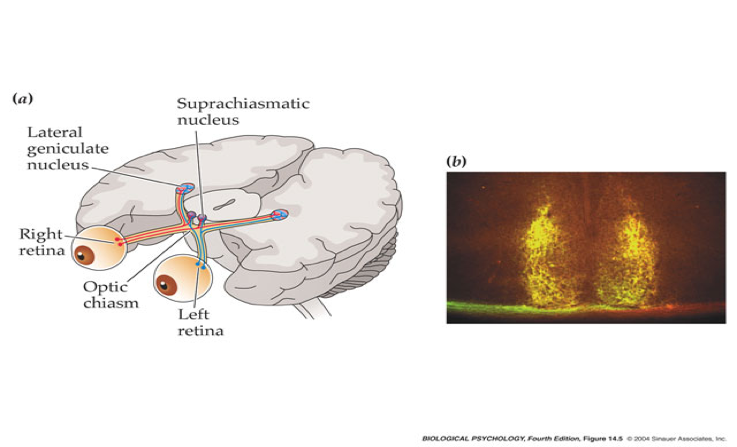 (a)
Suprachiasmatic
nucleus
Lateral
geniculate
nucleus
Right
retina
Optic
chiasm
Left
retina
(b)
BIOLOGICAL PSYCHOLOGY, Fourth Edition, Figure 14.5 © 2004 Sinauer Associates, Inc.